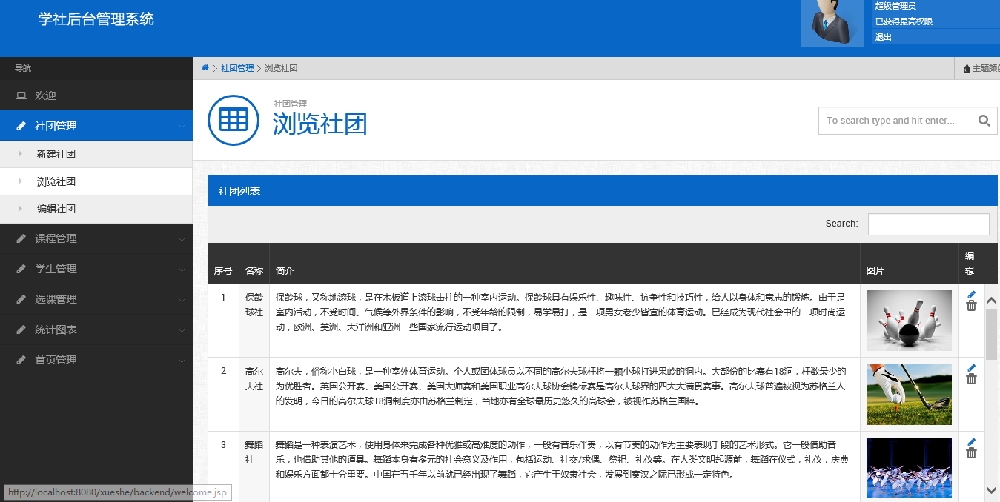 学社后台管理系统
超级管理员
已获得最高权限
退出
导航
社团管理 浏览社团
主题颜色
欢迎
社团管理
新建社团
浏览社团
编辑社团
课程管理
学生管理
选课管理
统计图表
首页管理
社团管理
浏览社团
To search type and hit enter...
社团列表
Search:
序号 名称 简介 图片 编辑
1
保龄球社
保龄球，又称地滚球，是在木板道上滚球击柱的一种室内运动。保龄球具有娱乐性、趣味性、抗争性和技巧性，给人以身体和意志的锻炼。由于是
室内活动，不受时间、气候等外界条件的影响，不受年龄的限制，易学易打，是一项男女老少皆宜的体育运动。已经成为现代社会中的一项时尚运
动，欧洲、美洲、大洋洲和亚洲一些国家流行运动项目了。
2
高尔夫社
高尔夫，俗称小白球，是一种室外体育运动。个人或团体球员以不同的高尔夫球杆将一颗小球打进果岭的洞内。大部份的比赛有18洞，杆数最少的
为优胜者。英国公开赛、美国公开赛、美国大师赛和美国职业高尔夫球协会锦标赛是高尔夫球界的四大大满贯赛事。高尔夫球普遍被视为苏格兰人
的发明，今日的高尔夫球18洞制度亦由苏格兰制定，当地亦有全球最历史悠久的高球会，被视作苏格兰国粹。
3
舞蹈社
舞蹈是一种表演艺术，使用身体来完成各种优雅或高难度的动作，一般有音乐伴奏，以有节奏的动作为主要表现手段的艺术形式。它一般借助音
乐，也借助其他的道具。舞蹈本身有多元的社会意义及作用，包括运动、社交/求偶、祭祀、礼仪等。在人类文明起源前，舞蹈在仪式，礼仪，庆典
和娱乐方面都十分重要。中国在五千年以前就已经出现了舞蹈，它产生于奴隶社会，发展到秦汉之际已形成一定特色。
http://localhost:8080/xueshe/backend/welcome.jsp